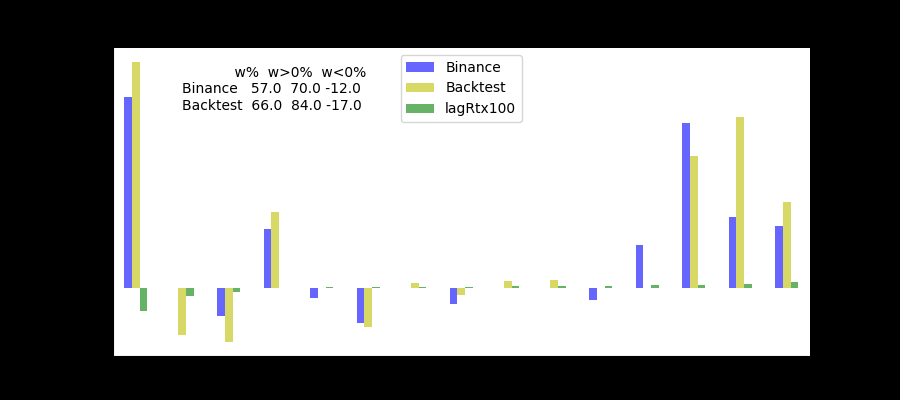 w% w>0% w<0%
Binance 57.0 70.0 -12.0
Backtest 66.0 84.0 -17.0
Binance
Backtest
lagRtx100